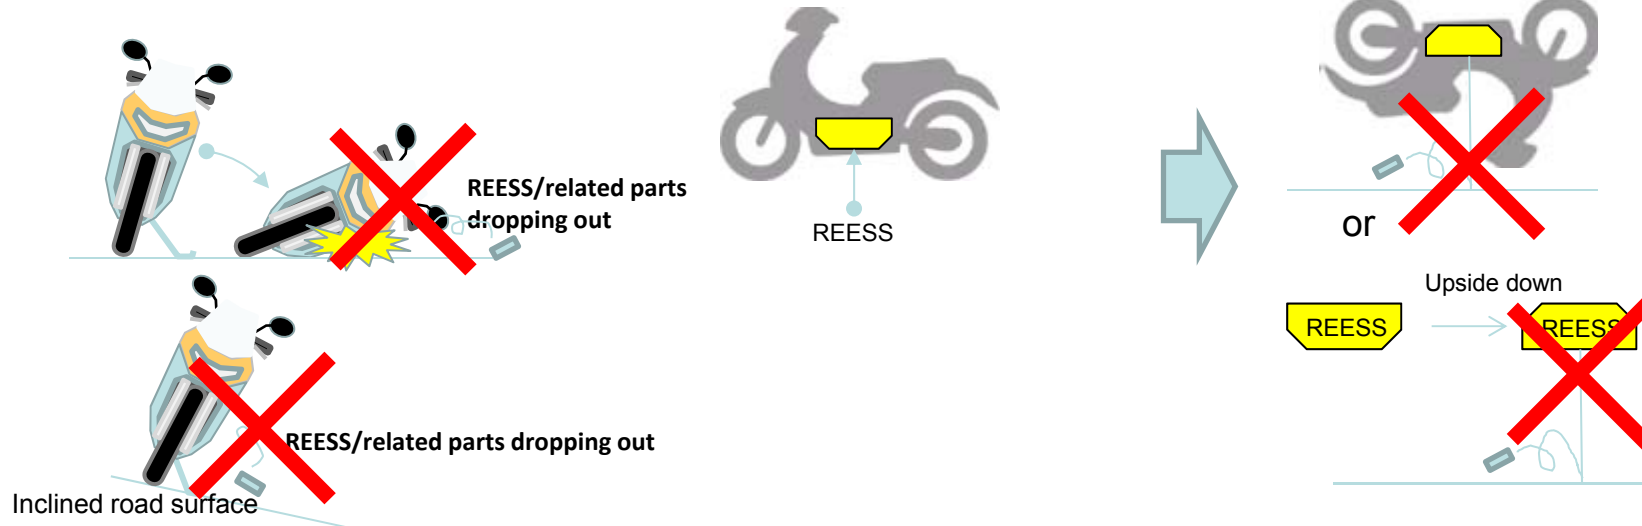 REESS/related parts
dropping out
REESS
or
Upside down
REESS
REESS
REESS/related parts dropping out
Inclined road surface